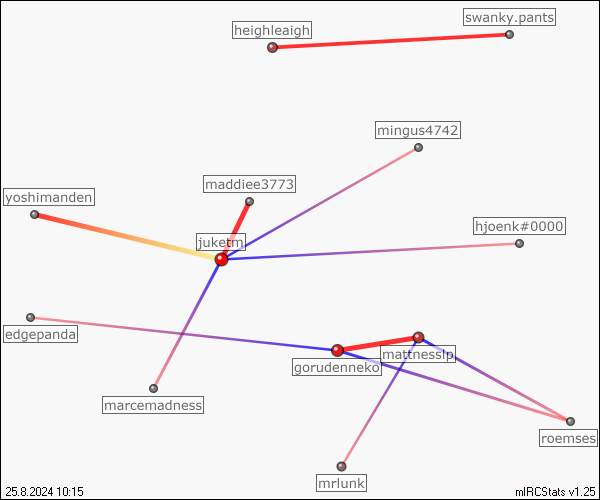 swanky.pants
heighleaigh
mingus4742
maddiee3773
yoshimanden
hjoenk#0000
juketm
edgepanda
mattnesslp
gorudenneko
marcemadness
roemses
mrlunk
25.8.2024 10:15
mIRCStats v1.25